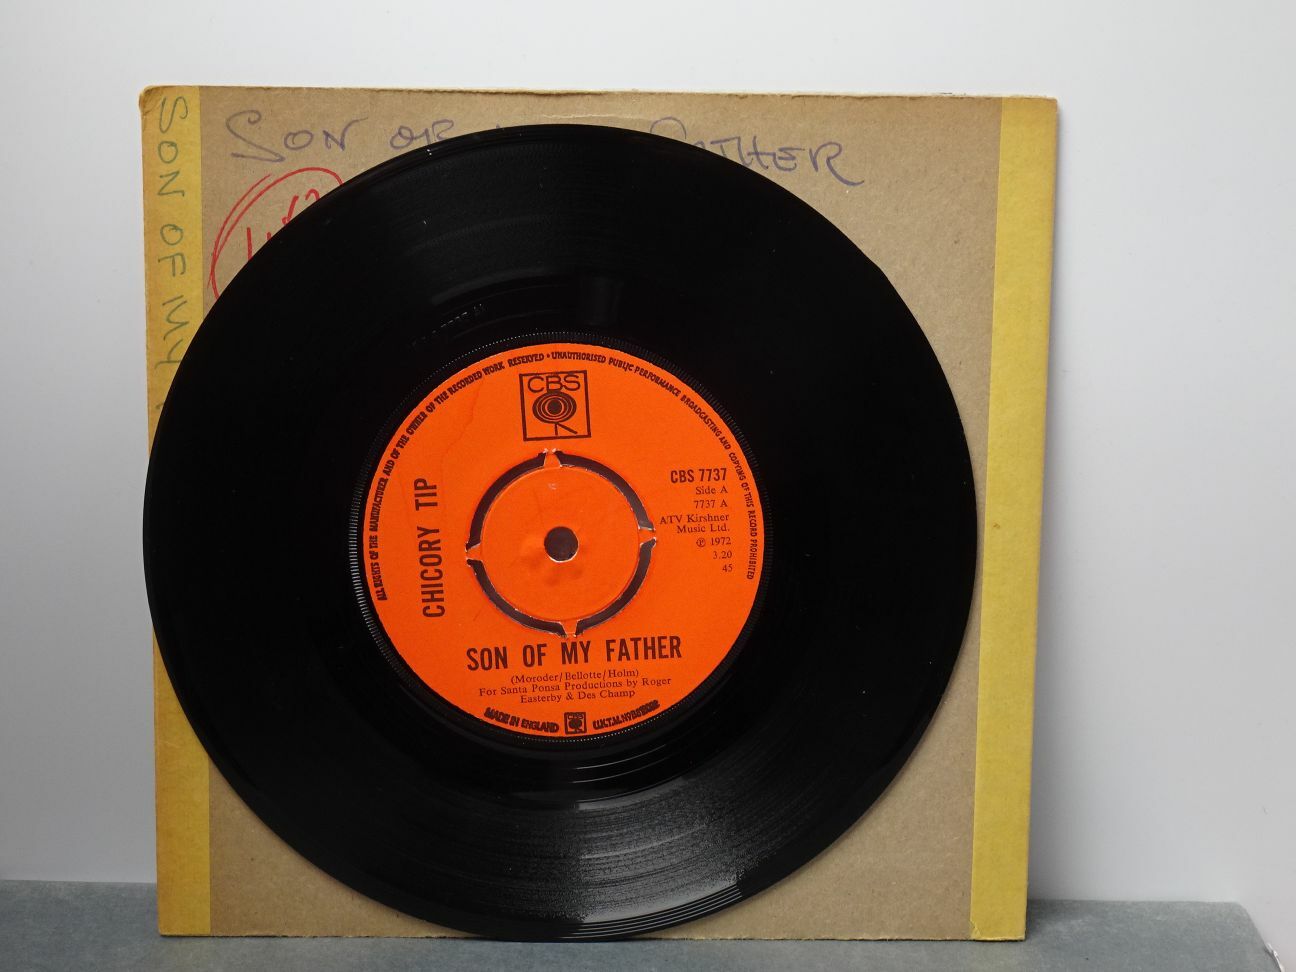 SON OF FATHER
SON OF MY
ALL RIGHTS OF THE MANUFACTURER AND OF THE OWNER OF THE RECORDED WORK RESERVED • UNAUTHORISED PUBLIC PERFORMANCE BROADCASTING AND COPYING OF THIS RECORD PROHIBITED
CBS
CBS 7737
Side A
7737 A
ATV Kirshner
Music Ltd.
℗ 1972
3.20
45
CHICORY TIP
SON OF MY FATHER
(Moroder/Bellotte/Holm)
For Santa Ponsa Productions by Roger
Easterby & Des Champ
MADE IN ENGLAND CBS